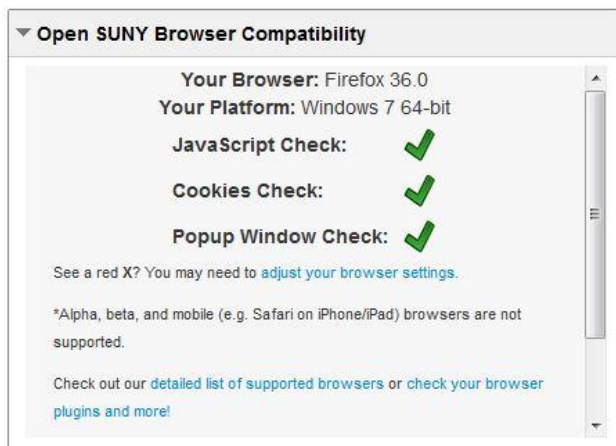 Open SUNY Browser Compatibility
Your Browser: Firefox 36.0
Your Platform: Windows 7 64-bit
JavaScript Check:
Cookies Check:
Popup Window Check:
See a red X? You may need to adjust your browser settings.
*Alpha, beta, and mobile (e.g. Safari on iPhone/iPad) browsers are not
supported.
Check out our detailed list of supported browsers or check your browser
plugins and more!